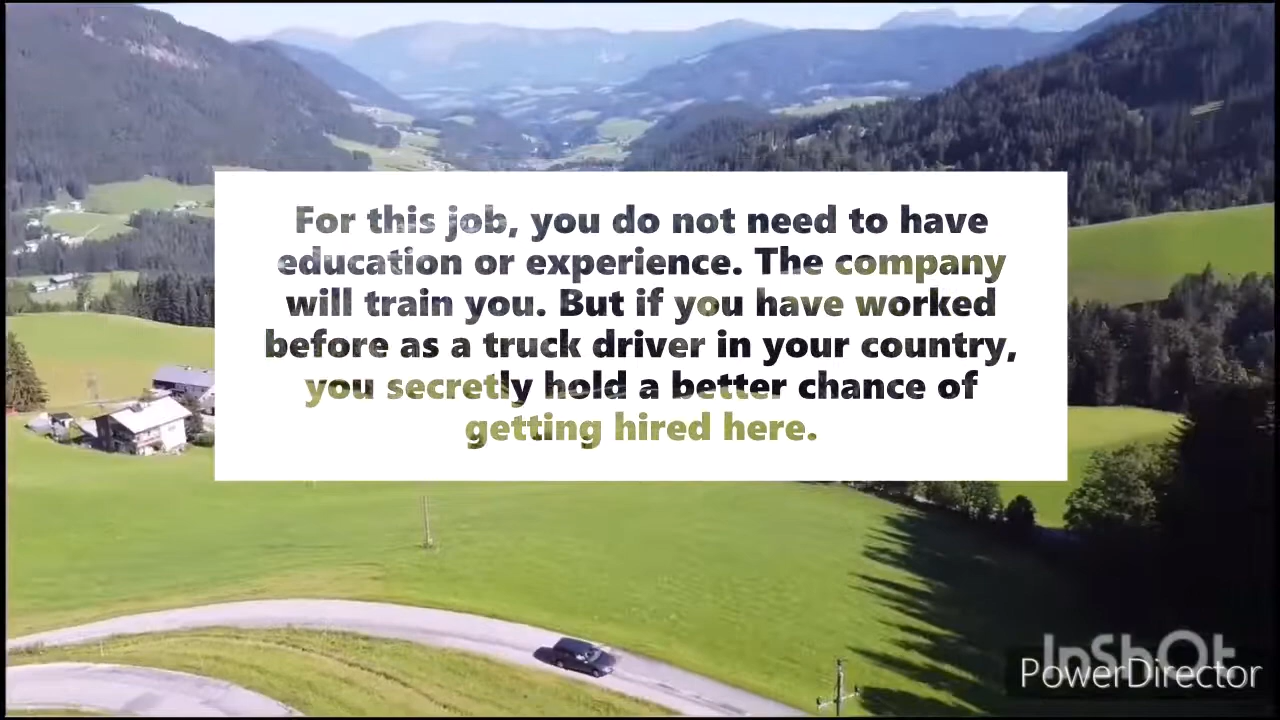 For this job, you do not need to have
education or experience. The company
will train you. But if you have worked
before as a truck driver in your country,
you secretly hold a better chance of
getting hired here.
InShOt
PowerDirector